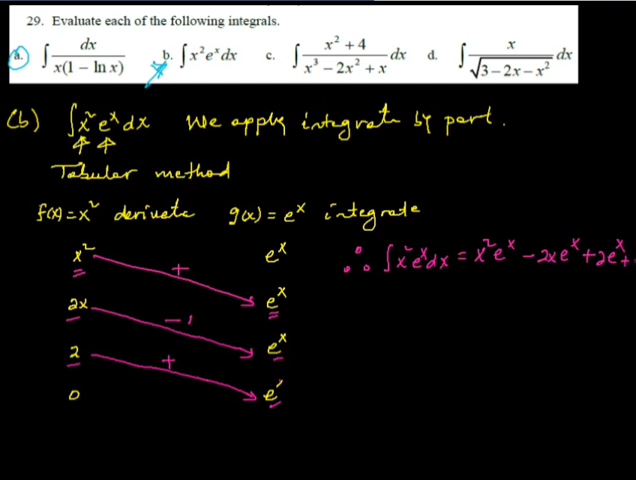 29. Evaluate each of the following integrals.
a. ∫ dx / x(1 – ln x) b. ∫x²eˣdx c. ∫ x² + 4 / x³ – 2x² + x dx d. ∫ x / √3 – 2x – x² dx
(b) ∫x²eˣdx We apply integrate by part.
Tabular method
f(x) = x² derivate g(x) = eˣ integrate
x² + eˣ
∴ ∫x²eˣdx = x²eˣ – 2xeˣ + 2eˣ +
2x – eˣ
2 + eˣ
0 eˣ